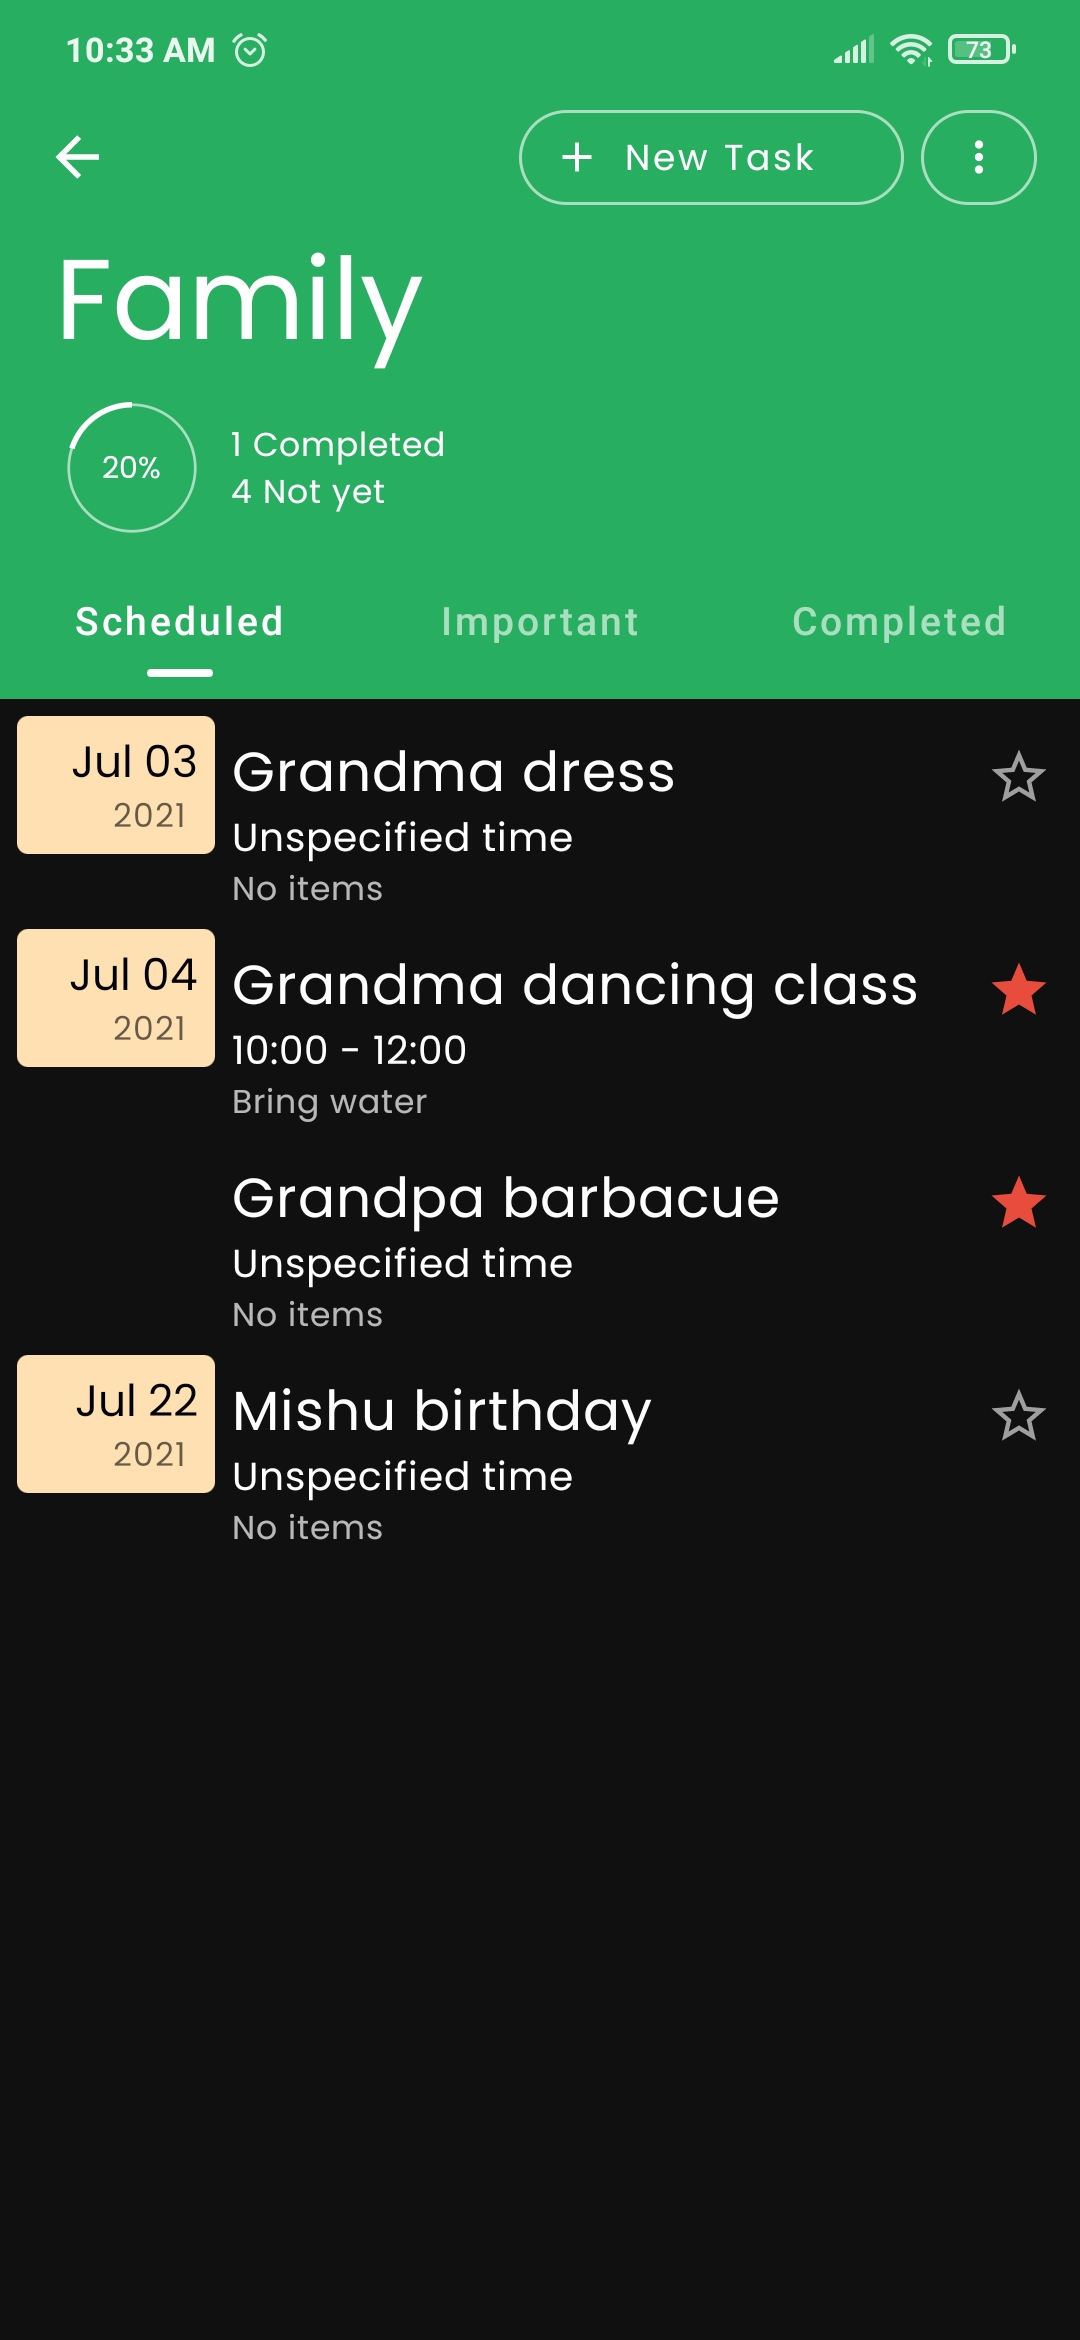 10:33 AM
73
New Task
Family
20%
1 Completed
4 Not yet
Scheduled
Important
Completed
Jul 03
2021
Grandma dress
Unspecified time
No items
Jul 04
2021
Grandma dancing class
10:00 - 12:00
Bring water
Grandpa barbacue
Unspecified time
No items
Jul 22
2021
Mishu birthday
Unspecified time
No items